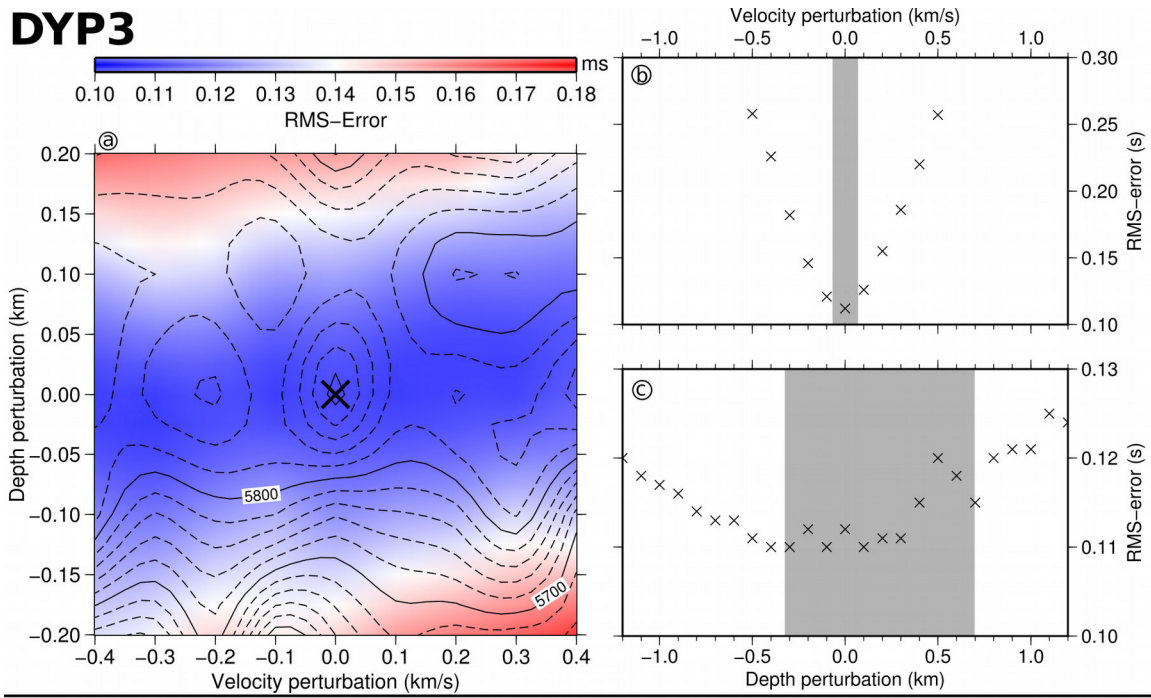 DYP3
ms
0.10 0.11 0.12 0.13 0.14 0.15 0.16 0.17 0.18
RMS−Error
a
0.20
0.15
0.10
0.05
0.00
−0.05
−0.10
−0.15
−0.20
Depth perturbation (km)
5800
5700
−0.4 −0.3 −0.2 −0.1 0.0 0.1 0.2 0.3 0.4
Velocity perturbation (km/s)
Velocity perturbation (km/s)
−1.0 −0.5 0.0 0.5 1.0
b
0.30
0.25
0.20
0.15
0.10
RMS−error (s)
c
0.13
0.12
0.11
0.10
RMS−error (s)
−1.0 −0.5 0.0 0.5 1.0
Depth perturbation (km)